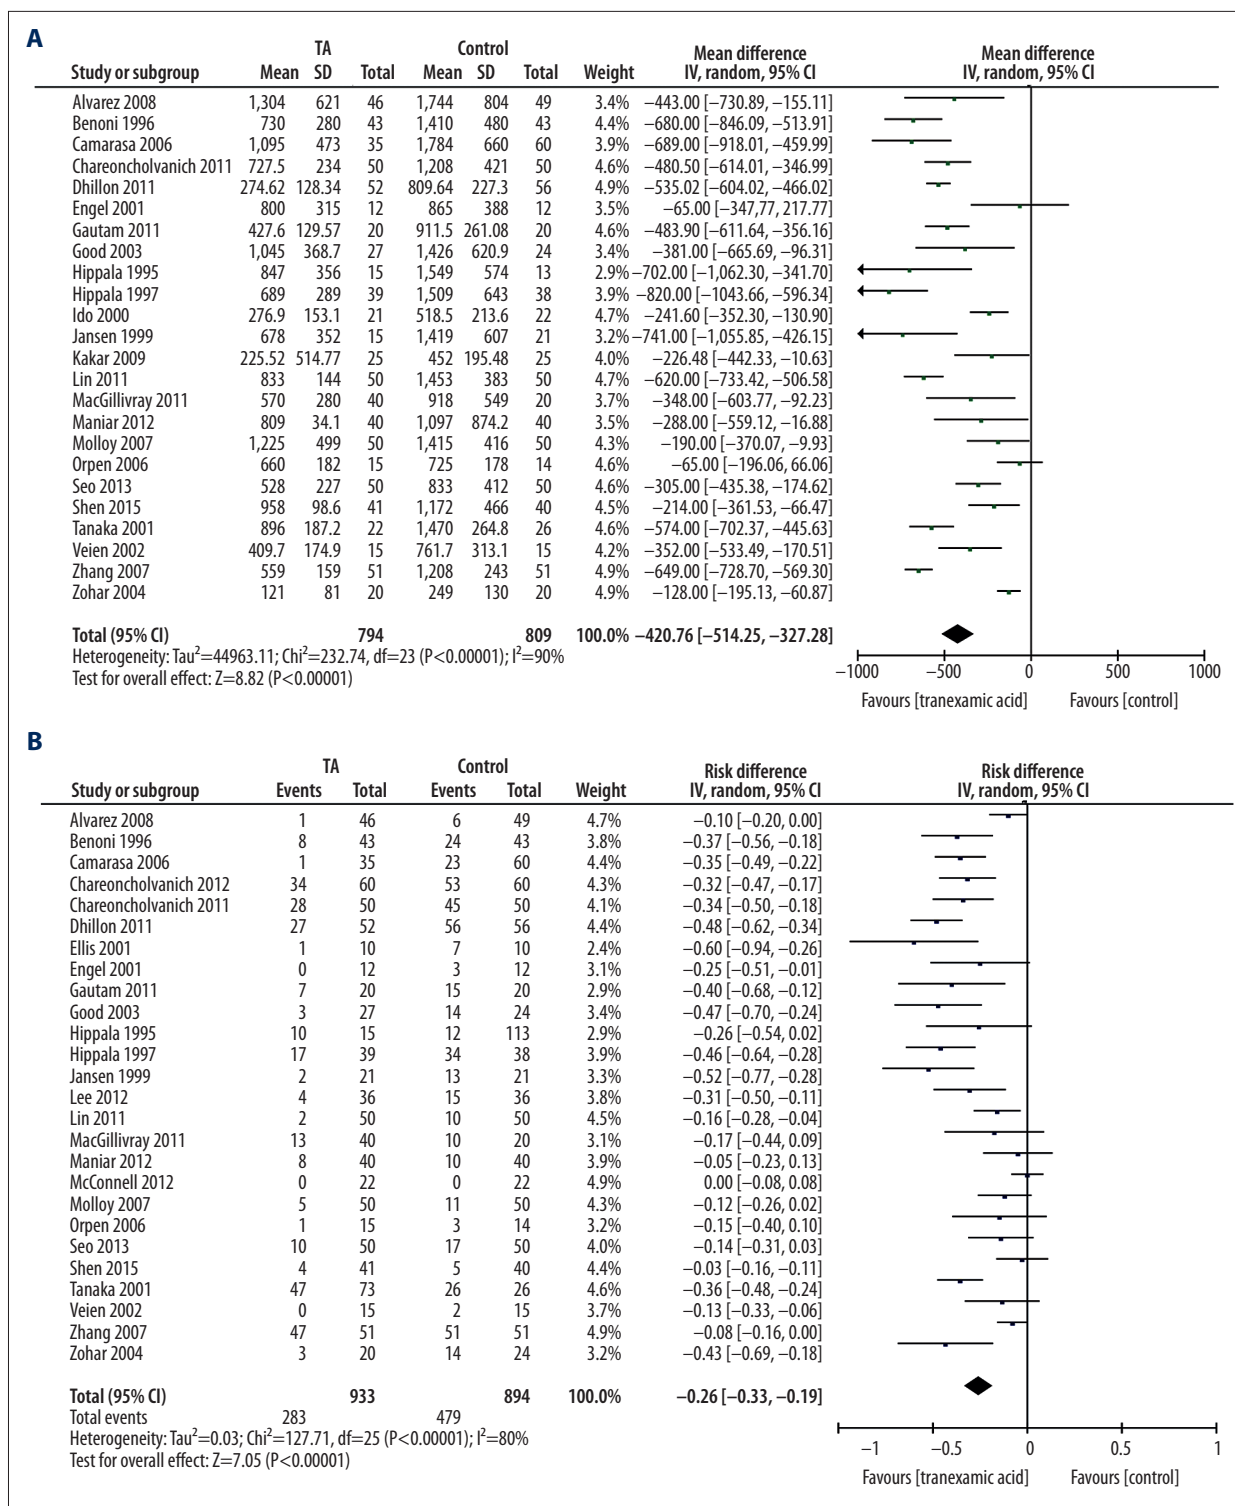 A
TA Control Mean difference Mean difference
Study or subgroup Mean SD Total Mean SD Total Weight IV, random, 95% CI IV, random, 95% CI
Alvarez 2008 1,304 621 46 1,744 804 49 3.4% −443.00 [−730.89, −155.11]
Benoni 1996 730 280 43 1,410 480 43 4.4% −680.00 [−846.09, −513.91]
Camarasa 2006 1,095 473 35 1,784 660 60 3.9% −689.00 [−918.01, −459.99]
Chareoncholvanich 2011 727.5 234 50 1,208 421 50 4.6% −480.50 [−614.01, −346.99]
Dhillon 2011 274.62 128.34 52 809.64 227.3 56 4.9% −535.02 [−604.02, −466.02]
Engel 2001 800 315 12 865 388 12 3.5% −65.00 [−347,77, 217.77]
Gautam 2011 427.6 129.57 20 911.5 261.08 20 4.6% −483.90 [−611.64, −356.16]
Good 2003 1,045 368.7 27 1,426 620.9 24 3.4% −381.00 [−665.69, −96.31]
Hippala 1995 847 356 15 1,549 574 13 2.9% −702.00 [−1,062.30, −341.70]
Hippala 1997 689 289 39 1,509 643 38 3.9% −820.00 [−1043.66, −596.34]
Ido 2000 276.9 153.1 21 518.5 213.6 22 4.7% −241.60 [−352.30, −130.90]
Jansen 1999 678 352 15 1,419 607 21 3.2% −741.00 [−1,055.85, −426.15]
Kakar 2009 225.52 514.77 25 452 195.48 25 4.0% −226.48 [−442.33, −10.63]
Lin 2011 833 144 50 1,453 383 50 4.7% −620.00 [−733.42, −506.58]
MacGillivray 2011 570 280 40 918 549 20 3.7% −348.00 [−603.77, −92.23]
Maniar 2012 809 34.1 40 1,097 874.2 40 3.5% −288.00 [−559.12, −16.88]
Molloy 2007 1,225 499 50 1,415 416 50 4.3% −190.00 [−370.07, −9.93]
Orpen 2006 660 182 15 725 178 14 4.6% −65.00 [−196.06, 66.06]
Seo 2013 528 227 50 833 412 50 4.6% −305.00 [−435.38, −174.62]
Shen 2015 958 98.6 41 1,172 466 40 4.4% −214.00 [−361.53, −66.47]
Tanaka 2001 896 187.2 22 1,470 264.8 26 4.6% −574.00 [−702.37, −445.63]
Veien 2002 409.7 174.9 15 761.7 313.1 15 4.2% −352.00 [−533.49, −170.51]
Zhang 2007 559 159 51 1,208 243 51 4.9% −649.00 [−728.70, −569.30]
Zohar 2004 121 81 20 249 130 20 4.9% −128.00 [−195.13, −60.87]
Total (95% CI) 794 809 100.0% −420.76 [−514.25, −327.28]
Heterogeneity: Tau²=44963.11; Chi²=232.74, df=23 (P<0.00001); I²=90%
Test for overall effect: Z=8.82 (P<0.00001)
−1000 −500 0 500 1000
Favours [tranexamic acid] Favours [control]
B
TA Control Risk difference Risk difference
Study or subgroup Events Total Events Total Weight IV, random, 95% CI IV, random, 95% CI
Alvarez 2008 1 46 6 49 4.7% −0.10 [−0.20, 0.00]
Benoni 1996 8 43 24 43 3.8% −0.37 [−0.56, −0.18]
Camarasa 2006 1 35 23 60 4.4% −0.35 [−0.49, −0.22]
Chareoncholvanich 2012 34 60 53 60 4.3% −0.32 [−0.47, −0.17]
Chareoncholvanich 2011 28 50 45 50 4.1% −0.34 [−0.50, −0.18]
Dhillon 2011 27 52 56 56 4.4% −0.48 [−0.62, −0.34]
Ellis 2001 1 10 7 10 2.4% −0.60 [−0.94, −0.26]
Engel 2001 0 12 3 12 3.1% −0.25 [−0.51, −0.01]
Gautam 2011 7 20 15 20 2.9% −0.40 [−0.68, −0.12]
Good 2003 3 27 14 24 3.4% −0.47 [−0.70, −0.24]
Hippala 1995 10 15 12 113 2.9% −0.26 [−0.54, 0.02]
Hippala 1997 17 39 34 38 3.9% −0.46 [−0.64, −0.28]
Jansen 1999 2 21 13 21 3.3% −0.52 [−0.77, −0.28]
Lee 2012 4 36 15 36 3.8% −0.31 [−0.50, −0.11]
Lin 2011 2 50 10 50 4.5% −0.16 [−0.28, −0.04]
MacGillivray 2011 13 40 10 20 3.1% −0.17 [−0.44, 0.09]
Maniar 2012 8 40 10 40 3.9% −0.05 [−0.23, 0.13]
McConnell 2012 0 22 0 22 4.9% 0.00 [−0.08, 0.08]
Molloy 2007 5 50 11 50 4.3% −0.12 [−0.26, 0.02]
Orpen 2006 1 15 3 14 3.2% −0.15 [−0.40, 0.10]
Seo 2013 10 50 17 50 4.0% −0.14 [−0.31, 0.03]
Shen 2015 4 41 5 40 4.4% −0.03 [−0.16, −0.11]
Tanaka 2001 47 73 26 26 4.6% −0.36 [−0.48, −0.24]
Veien 2002 0 15 2 15 3.7% −0.13 [−0.33, −0.06]
Zhang 2007 47 51 51 51 4.9% −0.08 [−0.16, 0.00]
Zohar 2004 3 20 14 24 3.2% −0.43 [−0.69, −0.18]
Total (95% CI) 933 894 100.0% −0.26 [−0.33, −0.19]
Total events 283 479
Heterogeneity: Tau²=0.03; Chi²=127.71, df=25 (P<0.00001); I²=80%
Test for overall effect: Z=7.05 (P<0.00001)
−1 −0.5 0 0.5 1
Favours [tranexamic acid] Favours [control]